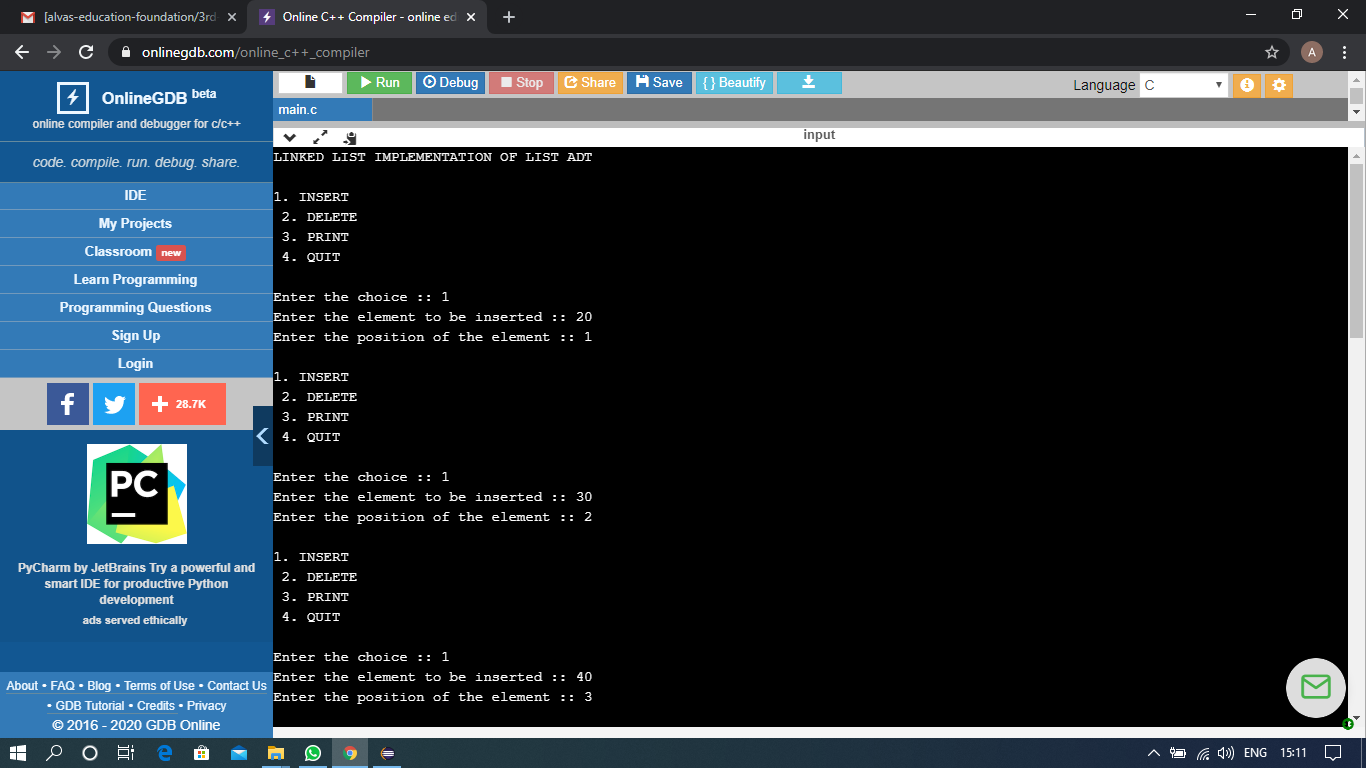 [alvas-education-foundation/3rd
Online C++ Compiler - online ed
onlinegdb.com/online_c++_compiler
A
OnlineGDB beta
online compiler and debugger for c/c++
code. compile. run. debug. share.
IDE
My Projects
Classroom new
Learn Programming
Programming Questions
Sign Up
Login
28.7K
PC
PyCharm by JetBrains Try a powerful and
smart IDE for productive Python
development
ads served ethically
About • FAQ • Blog • Terms of Use • Contact Us
• GDB Tutorial • Credits • Privacy
© 2016 - 2020 GDB Online
Run Debug Stop Share Save { } Beautify
Language C
main.c
input
LINKED LIST IMPLEMENTATION OF LIST ADT
1. INSERT
2. DELETE
3. PRINT
4. QUIT
Enter the choice :: 1
Enter the element to be inserted :: 20
Enter the position of the element :: 1
1. INSERT
2. DELETE
3. PRINT
4. QUIT
Enter the choice :: 1
Enter the element to be inserted :: 30
Enter the position of the element :: 2
1. INSERT
2. DELETE
3. PRINT
4. QUIT
Enter the choice :: 1
Enter the element to be inserted :: 40
Enter the position of the element :: 3
ENG 15:11